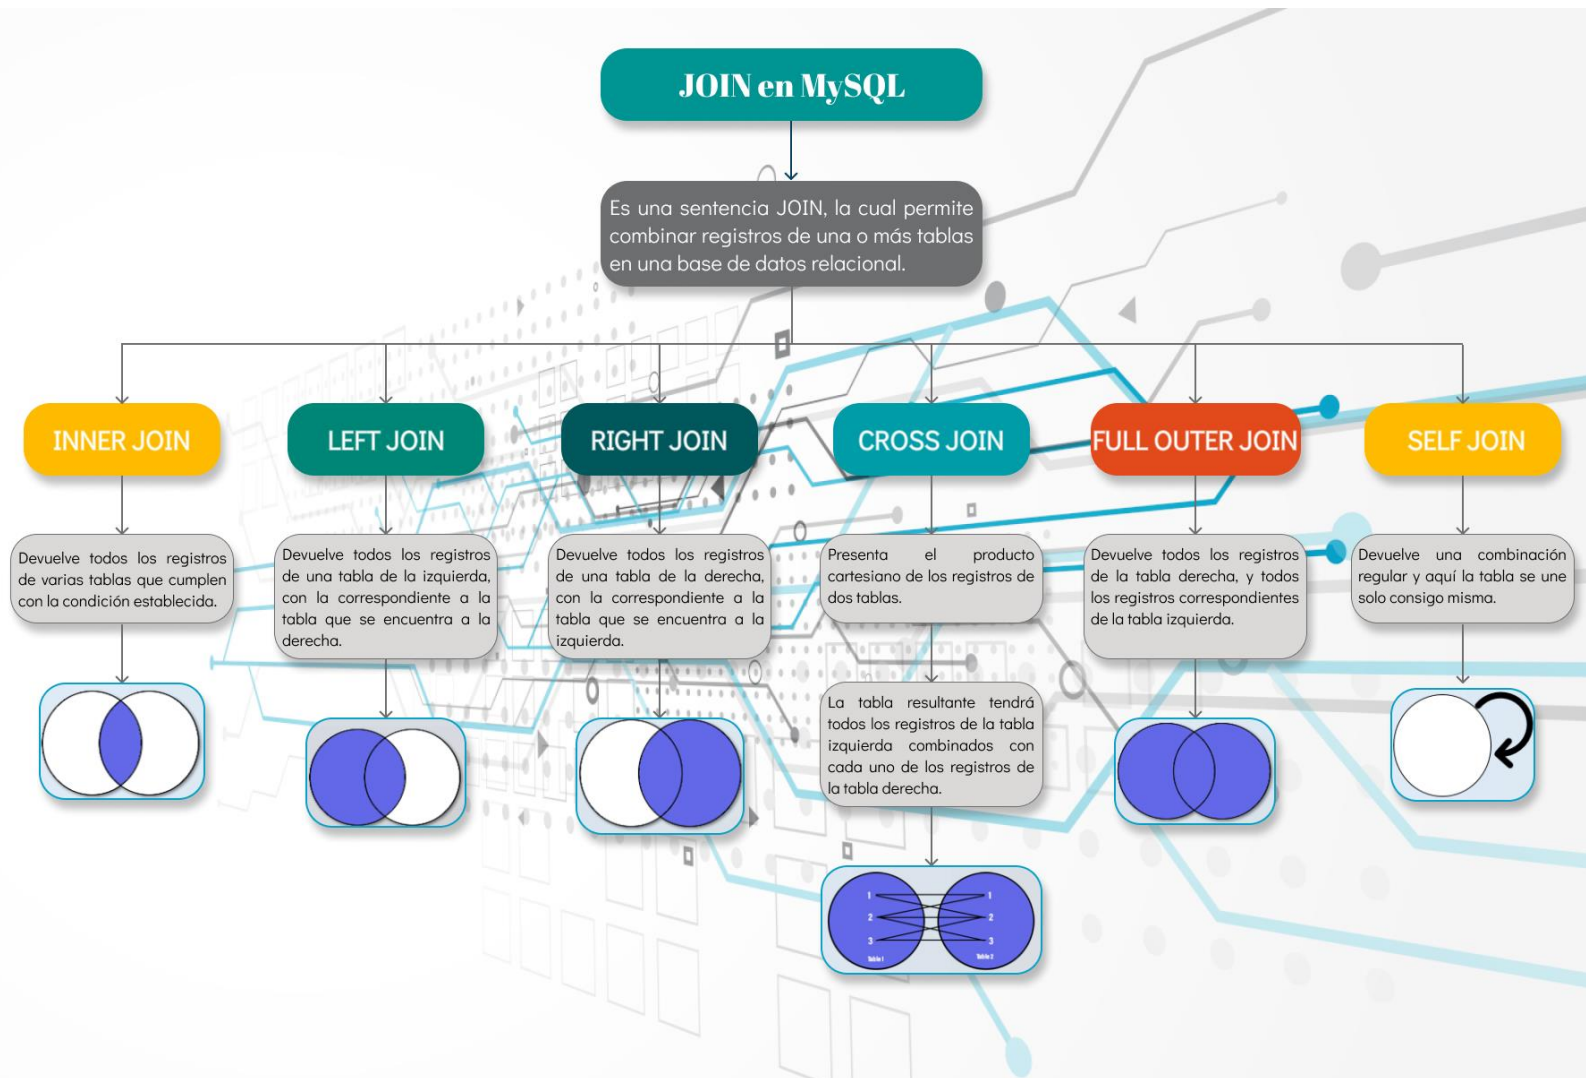 JOIN en MySQL
Es una sentencia JOIN, la cual permite
combinar registros de una o más tablas
en una base de datos relacional.
INNER JOIN
LEFT JOIN
RIGHT JOIN
CROSS JOIN
FULL OUTER JOIN
SELF JOIN
Devuelve todos los registros
de varias tablas que cumplen
con la condición establecida.
Devuelve todos los registros
de una tabla de la izquierda,
con la correspondiente a la
tabla que se encuentra a la
derecha.
Devuelve todos los registros
de una tabla de la derecha,
con la correspondiente a la
tabla que se encuentra a la
izquierda.
Presenta el producto
cartesiano de los registros de
dos tablas.
Devuelve todos los registros
de la tabla derecha, y todos
los registros correspondientes
de la tabla izquierda.
Devuelve una combinación
regular y aquí la tabla se une
solo consigo misma.
La tabla resultante tendrá
todos los registros de la tabla
izquierda combinados con
cada uno de los registros de
la tabla derecha.
1 1
2 2
3 3
Table 1 Table 2